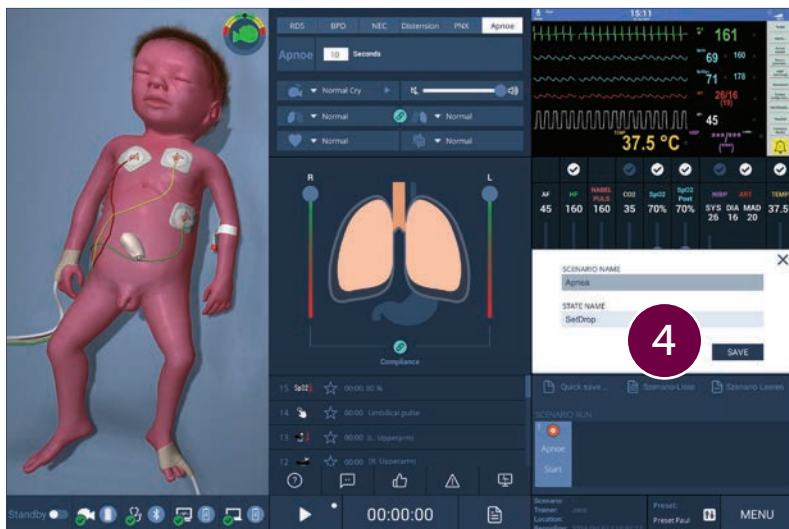 RDS BPD NEC Distension PNX Apnoe
Apnoe 10 Seconds
Normal Cry
Normal Normal
Normal Normal
R L
Compliance
15 SpO2 00:00 80 %
14 00:00 Umbilical pulse
13 00:00 (L. Upperarm)
12 00:00 (R. Upperarm)
Standby
00:00:00
15:11
161
69 160
71 178
26/16
(19)
45
TEMP
37.5 °C
***/***
(***)
AF HF NABEL PULS CO2 SpO2 SpO2 Post NIBP ART TEMP
SYS DIA MAD
45 160 160 35 70% 70% 26 16 20 37.5°
SCENARIO NAME
Apnea
STATE NAME
SetDrop
4
SAVE
Quick save ... Szenario-Liste Szenario Leeren
SCENARIO RUN
1
Apnoe
Start
Scenario:
Trainer:
Location:
Preset:
Preset Paul
MENU